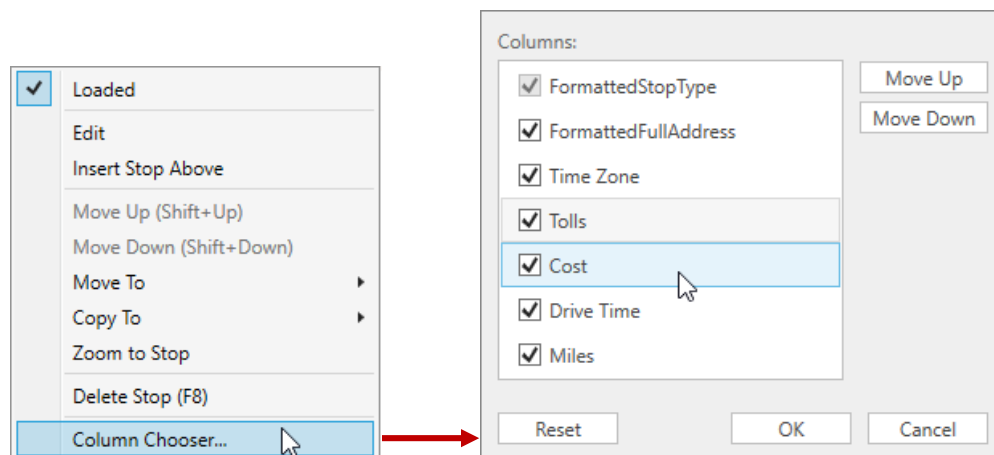 Loaded
Edit
Insert Stop Above
Move Up (Shift+Up)
Move Down (Shift+Down)
Move To
Copy To
Zoom to Stop
Delete Stop (F8)
Column Chooser...
Columns:
FormattedStopType
FormattedFullAddress
Time Zone
Tolls
Cost
Drive Time
Miles
Move Up
Move Down
Reset
OK
Cancel